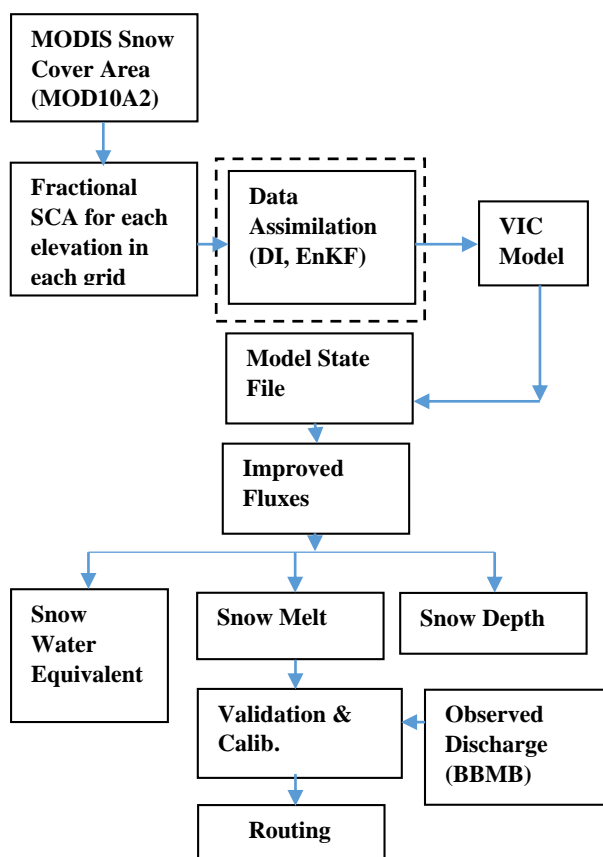 MODIS Snow
Cover Area
(MOD10A2)
Fractional
SCA for each
elevation in
each grid
Data
Assimilation
(DI, EnKF)
VIC
Model
Model State
File
Improved
Fluxes
Snow
Water
Equivalent
Snow Melt
Snow Depth
Validation &
Calib.
Observed
Discharge
(BBMB)
Routing